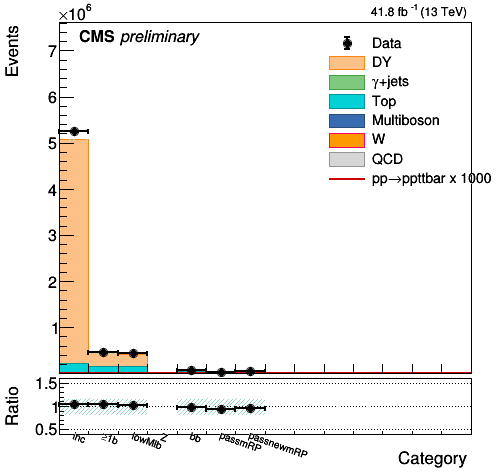 ×10⁶
41.8 fb⁻¹ (13 TeV)
CMS preliminary
Events
7
6
5
4
3
2
1
Data
DY
γ+jets
Top
Multiboson
W
QCD
pp→ppttbar x 1000
Ratio
1.5
1
0.5
inc
≥1b
lowMlb
Z
bb
passmRP
passnewmRP
Category